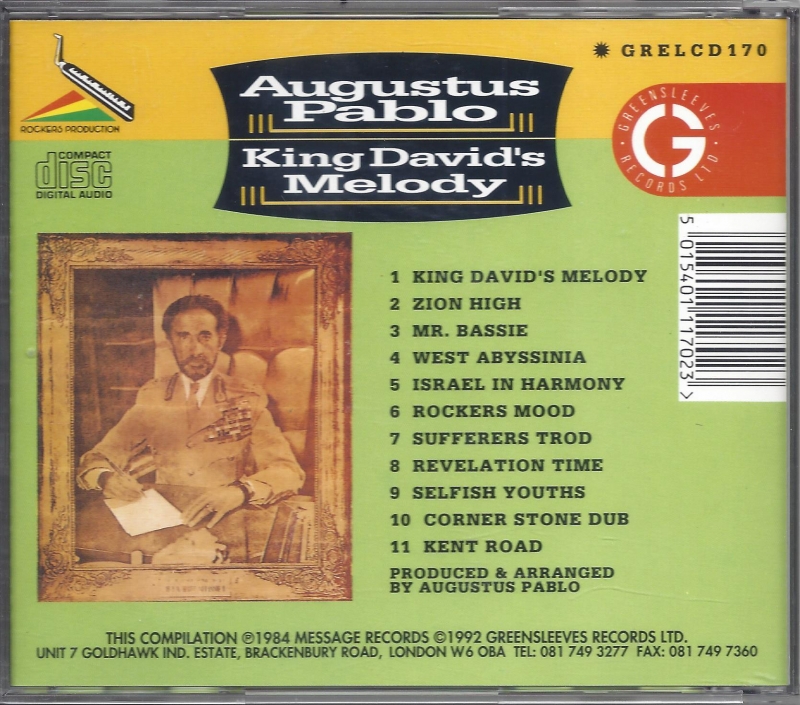 GRELCD170
ROCKERS PRODUCTION
Augustus
Pablo
King David's
Melody
GREENSLEEVES
G
RECORDS LTD
COMPACT
disc
DIGITAL AUDIO
5 015401 117023 >
1 KING DAVID'S MELODY
2 ZION HIGH
3 MR. BASSIE
4 WEST ABYSSINIA
5 ISRAEL IN HARMONY
6 ROCKERS MOOD
7 SUFFERERS TROD
8 REVELATION TIME
9 SELFISH YOUTHS
10 CORNER STONE DUB
11 KENT ROAD
PRODUCED & ARRANGED
BY AUGUSTUS PABLO
THIS COMPILATION ℗1984 MESSAGE RECORDS ©1992 GREENSLEEVES RECORDS LTD.
UNIT 7 GOLDHAWK IND. ESTATE, BRACKENBURY ROAD, LONDON W6 OBA TEL: 081 749 3277 FAX: 081 749 7360